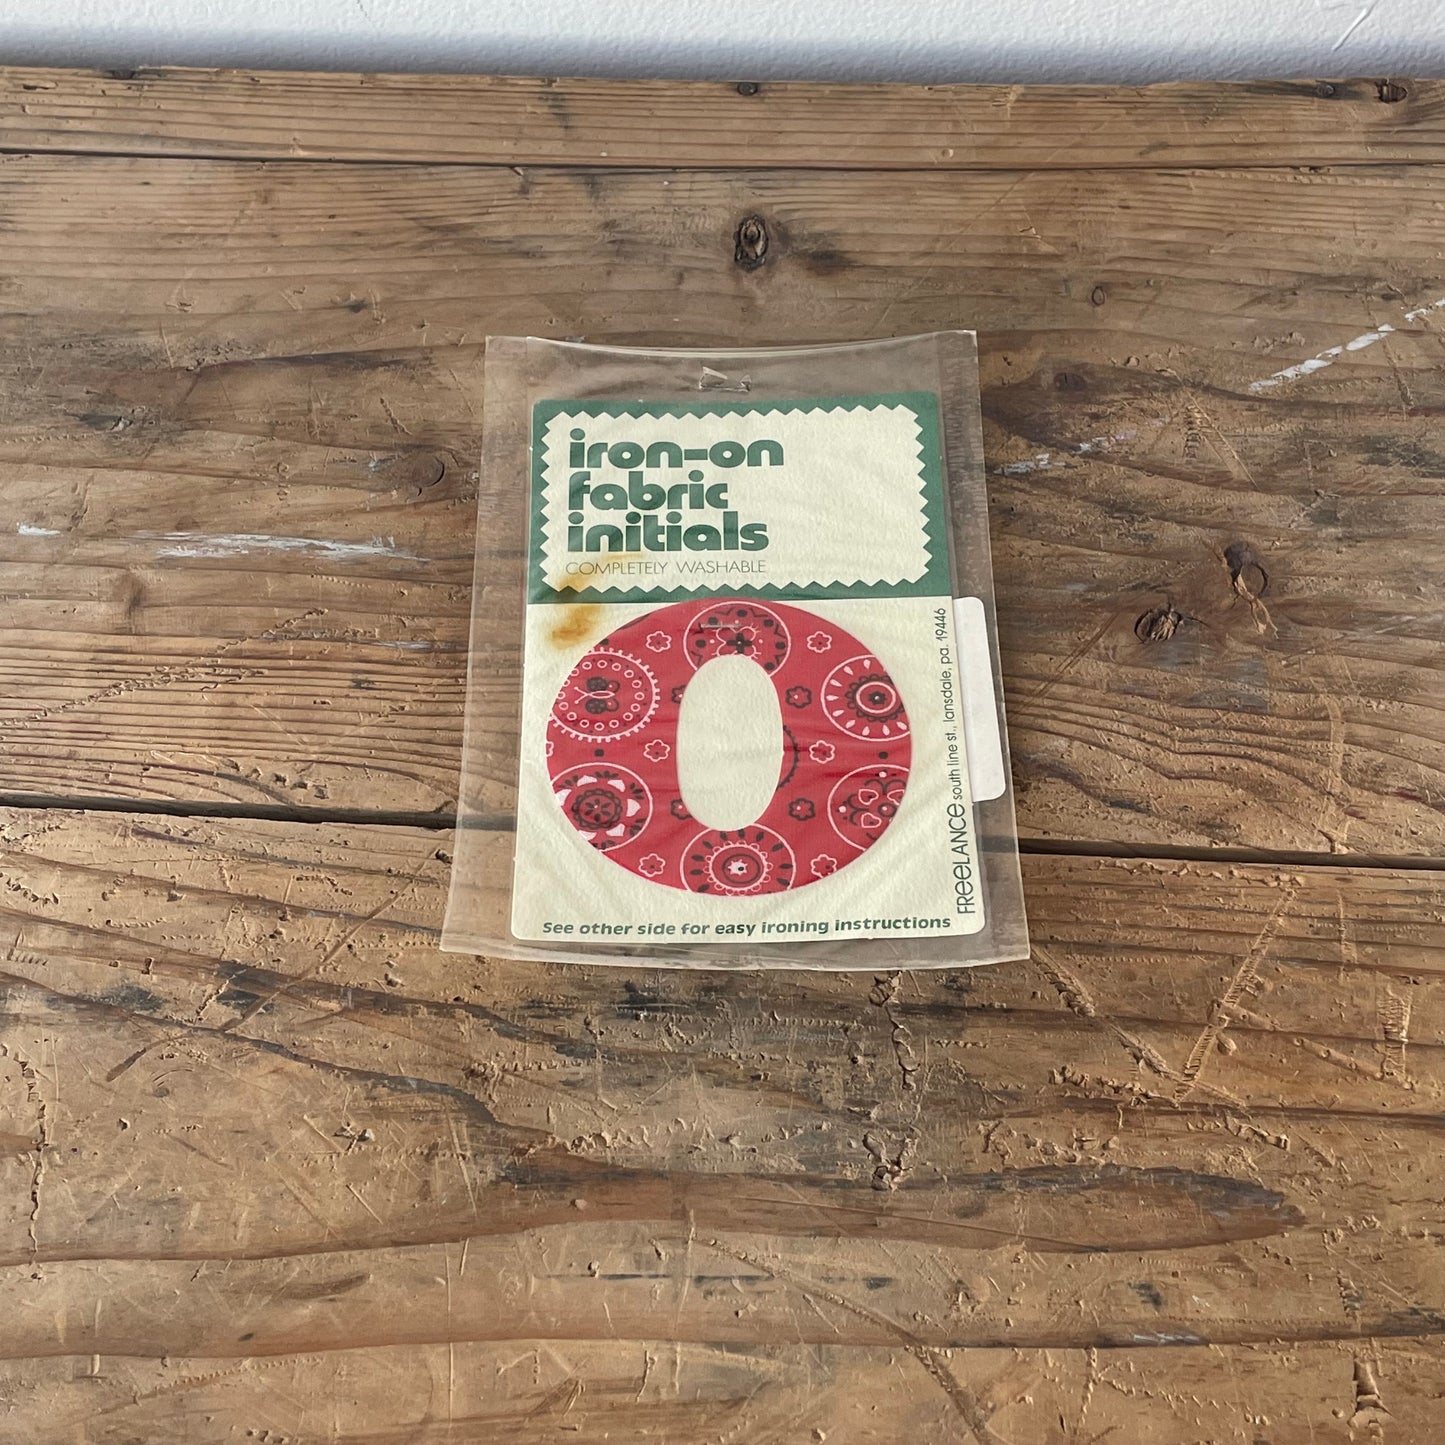 iron-on
fabric
initials
COMPLETELY WASHABLE
O
FREELANCE south line st., lansdale, pa. 19446
See other side for easy ironing instructions